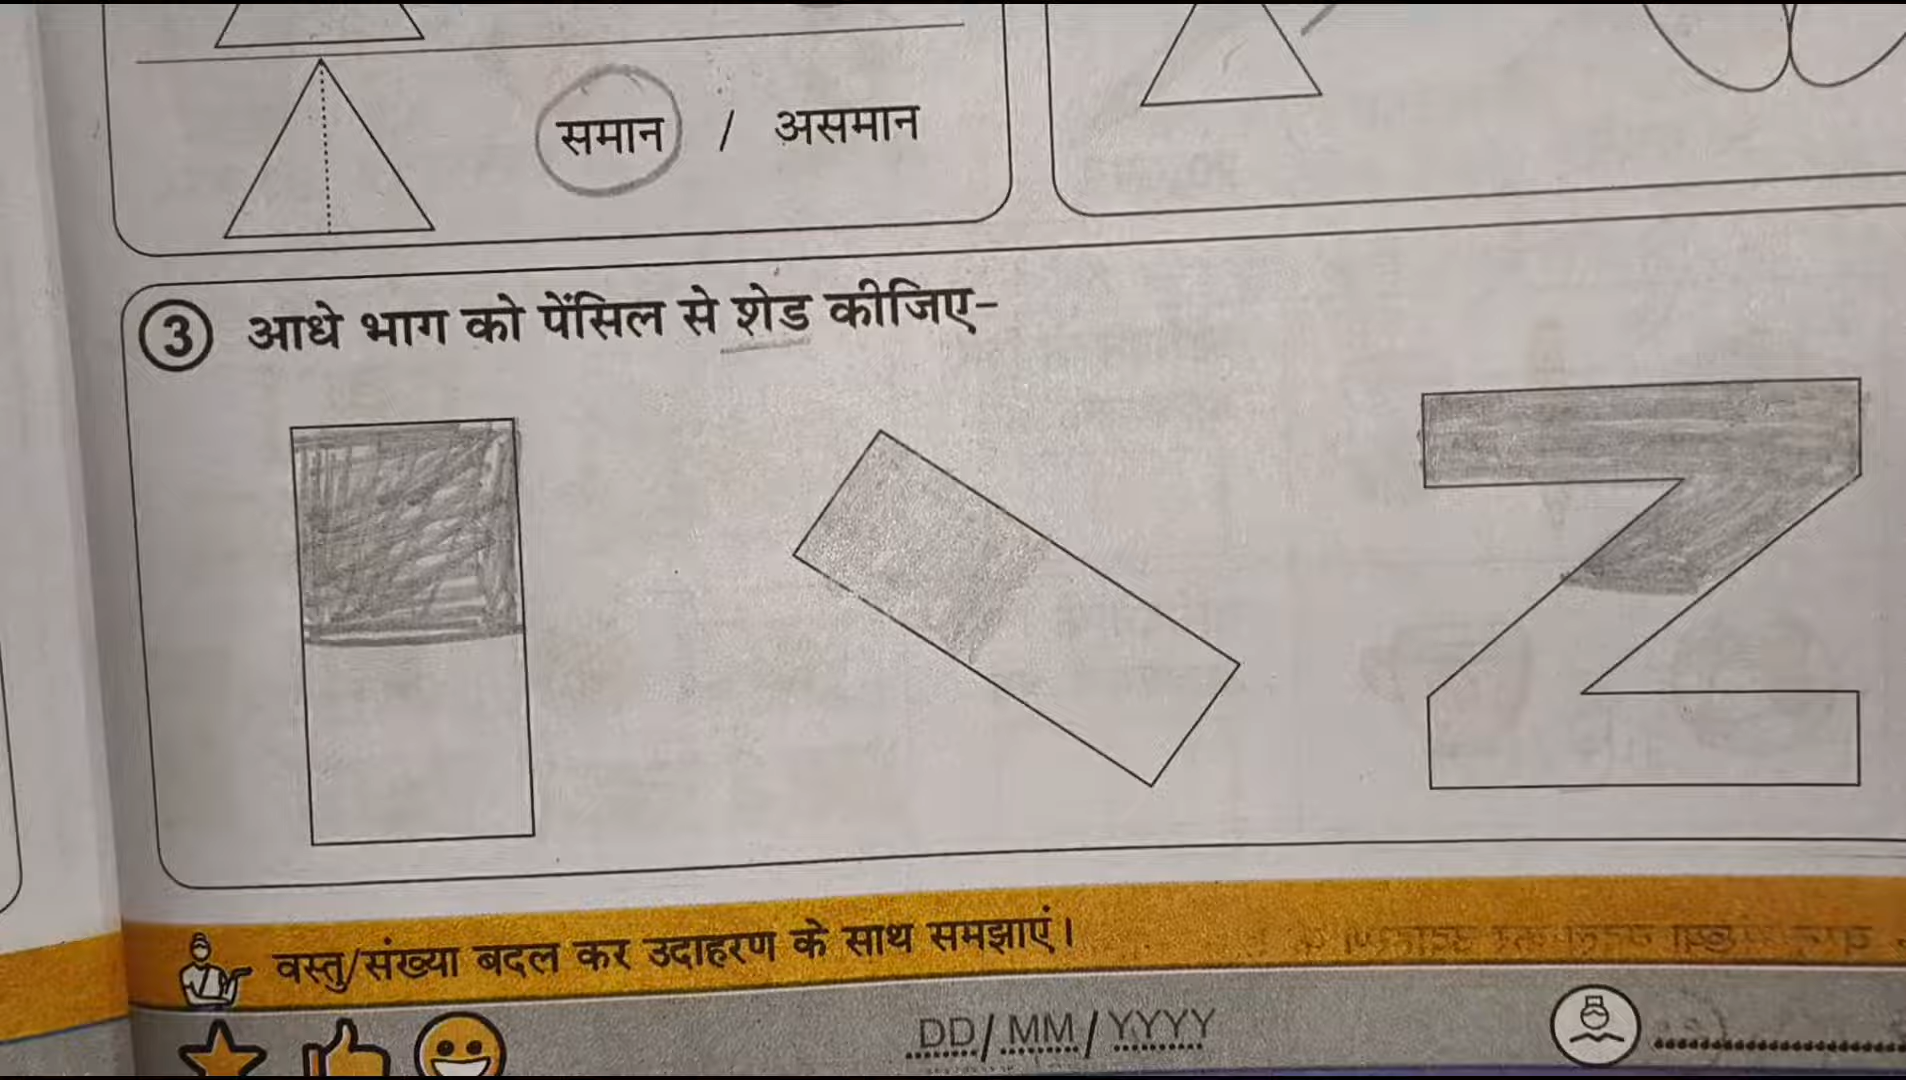 समान / असमान
3 आधे भाग को पेंसिल से शेड कीजिए-
वस्तु/संख्या बदल कर उदाहरण के साथ समझाएं।
DD/MM/YYYY